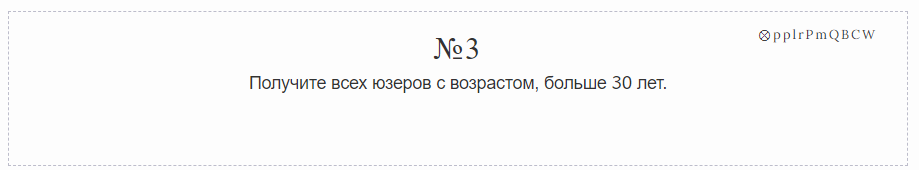 №3
⊗pplrPmQBCW
Получите всех юзеров с возрастом, больше 30 лет.